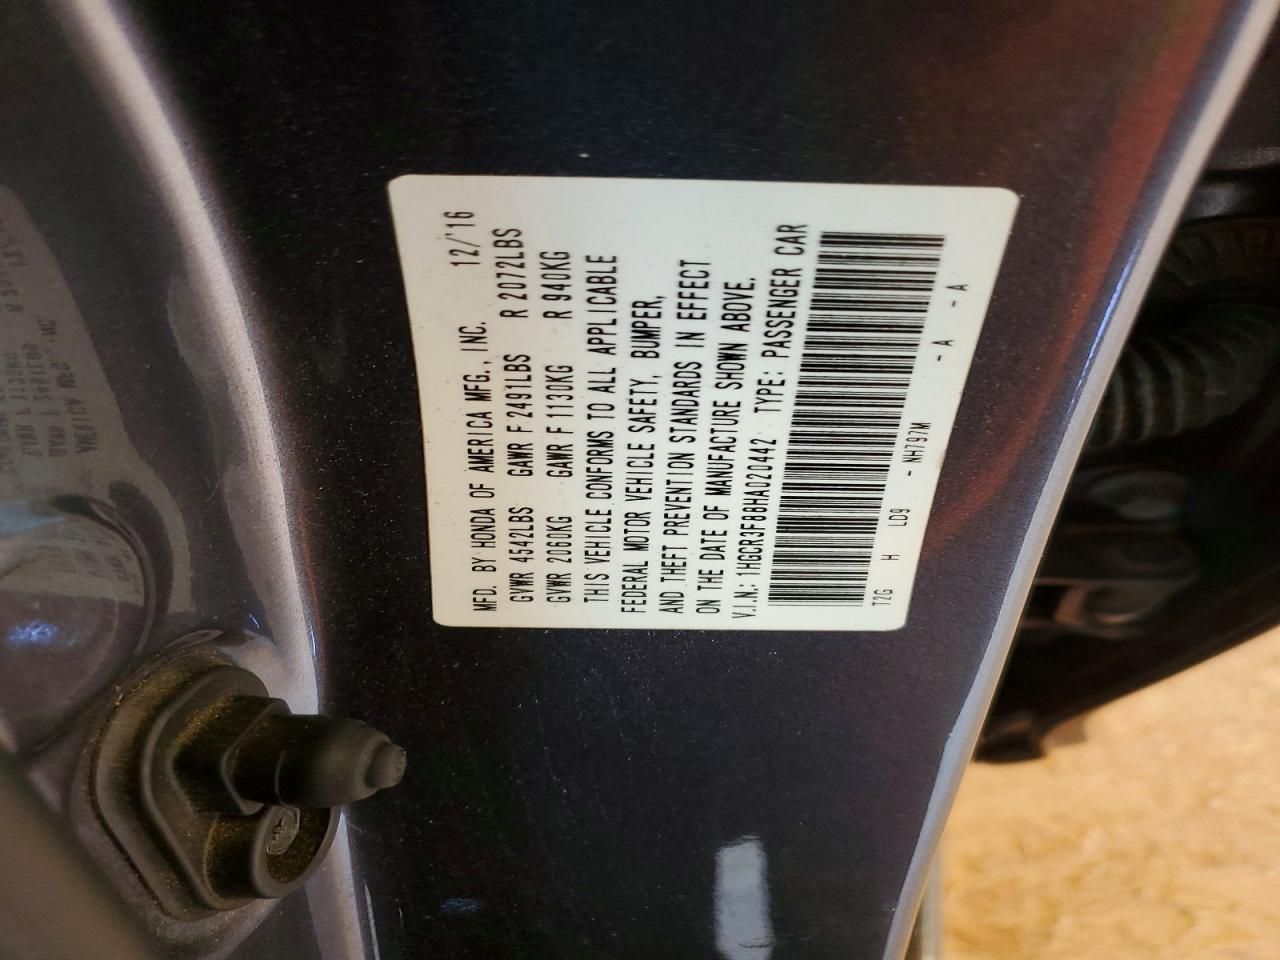 MFD. BY HONDA OF AMERICA MFG., INC. 12/'16
GVWR 4542LBS GAWR F 2491LBS R 2072LBS
GVWR 2060KG GAWR F 1130KG R 940KG
THIS VEHICLE CONFORMS TO ALL APPLICABLE
FEDERAL MOTOR VEHICLE SAFETY, BUMPER,
AND THEFT PREVENTION STANDARDS IN EFFECT
ON THE DATE OF MANUFACTURE SHOWN ABOVE.
V.I.N.: 1HGCR3F88HA020442 TYPE: PASSENGER CAR
T2G H LD9 - NH797M - A - A